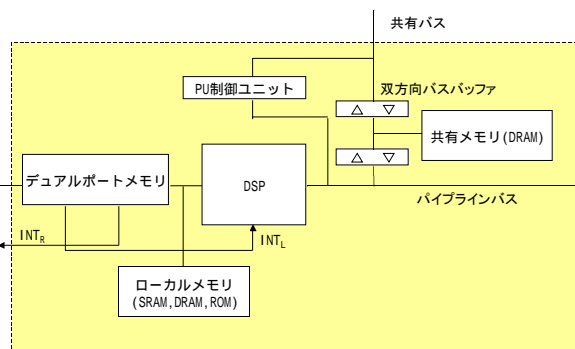 共有バス
PU制御ユニット
双方向バスバッファ
△ ▽
共有メモリ(DRAM)
△ ▽
デュアルポートメモリ
DSP
パイプラインバス
INTR
INTL
ローカルメモリ
(SRAM,DRAM,ROM)